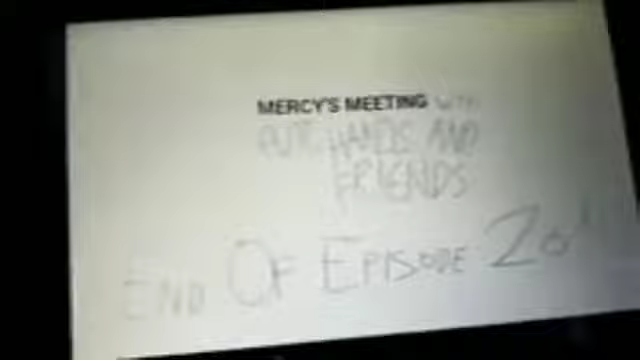 MERCY'S MEETING WITH
HANDS AND
FRIENDS
END OF EPISODE